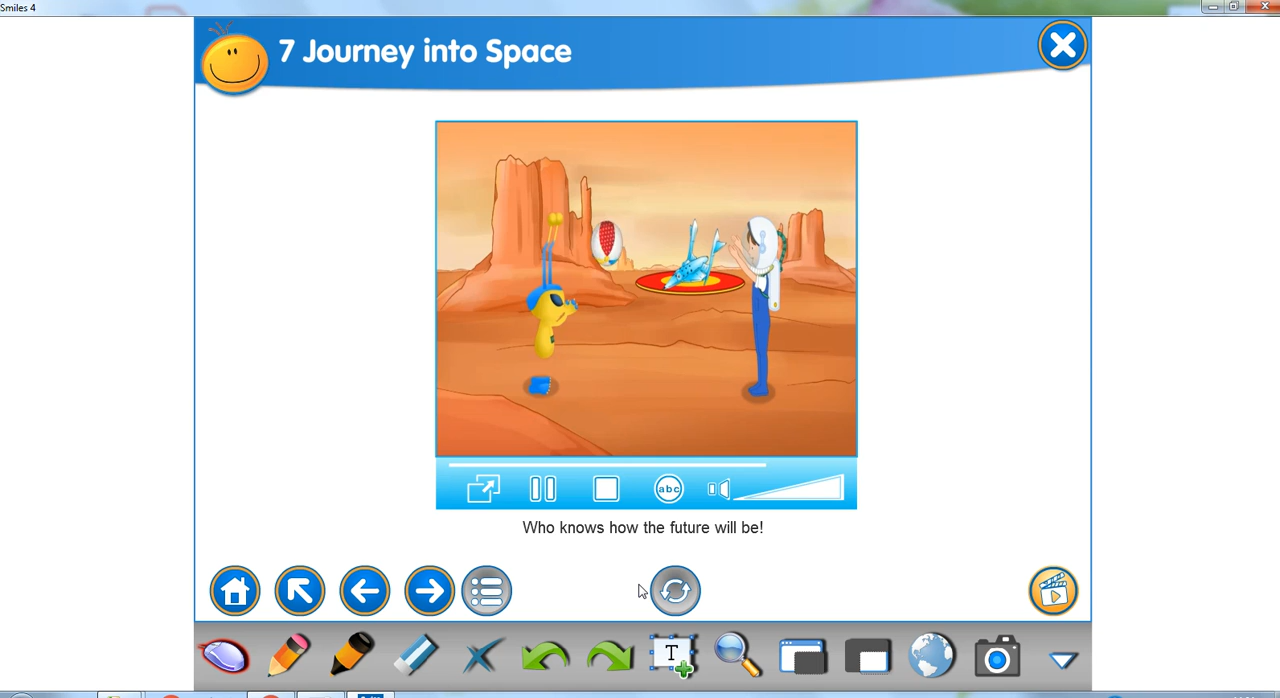 Smiles 4
7 Journey into Space
abc
Who knows how the future will be!
T